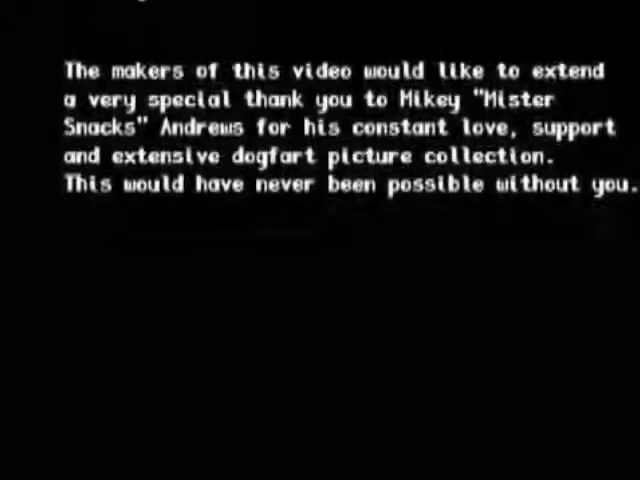 The makers of this video would like to extend
a very special thank you to Mikey "Mister
Snacks" Andrews for his constant love, support
and extensive dogfart picture collection.
This would have never been possible without you.